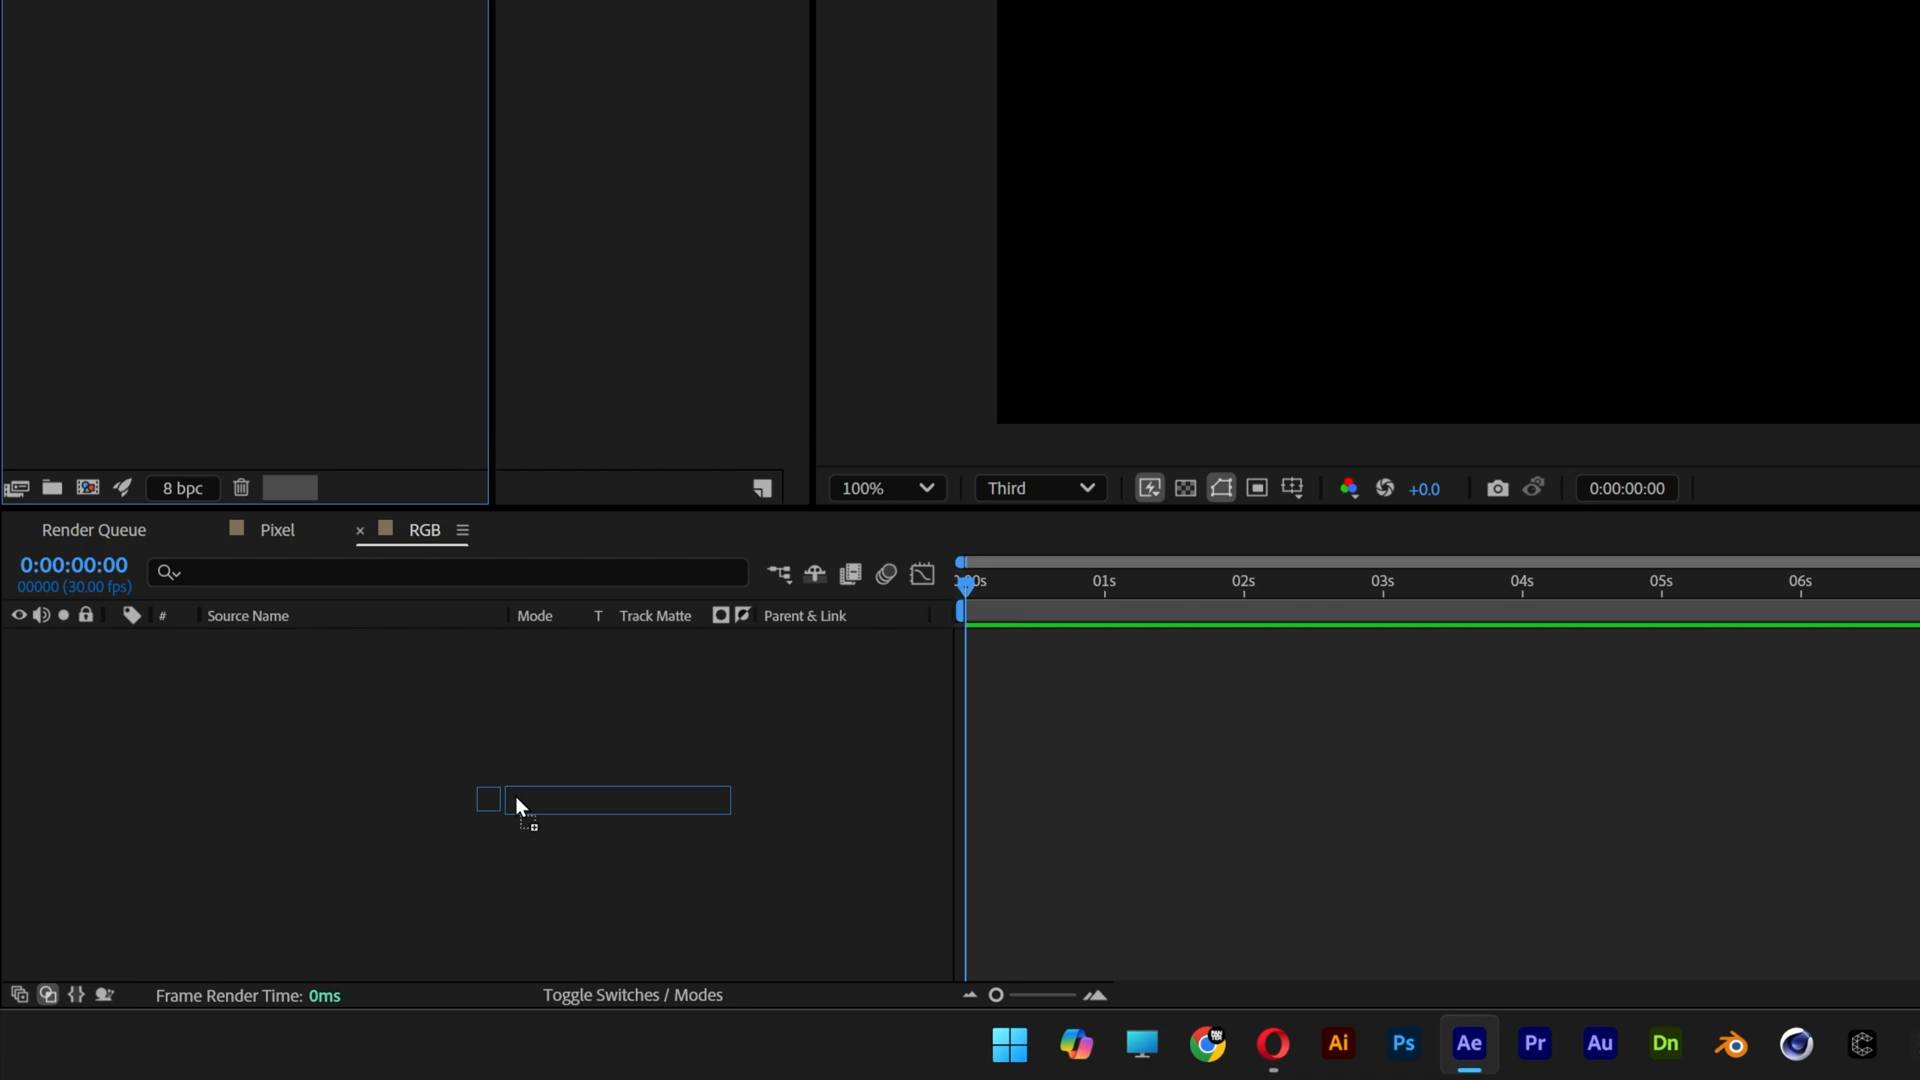 8 bpc
100%
Third
+0.0
0:00:00:00
Render Queue
Pixel
× RGB
0:00:00:00
00000 (30.00 fps)
# Source Name Mode T Track Matte Parent & Link
01s 02s 03s 04s 05s 06s
Frame Render Time: 0ms
Toggle Switches / Modes
Ai Ps Ae Pr Au Dn